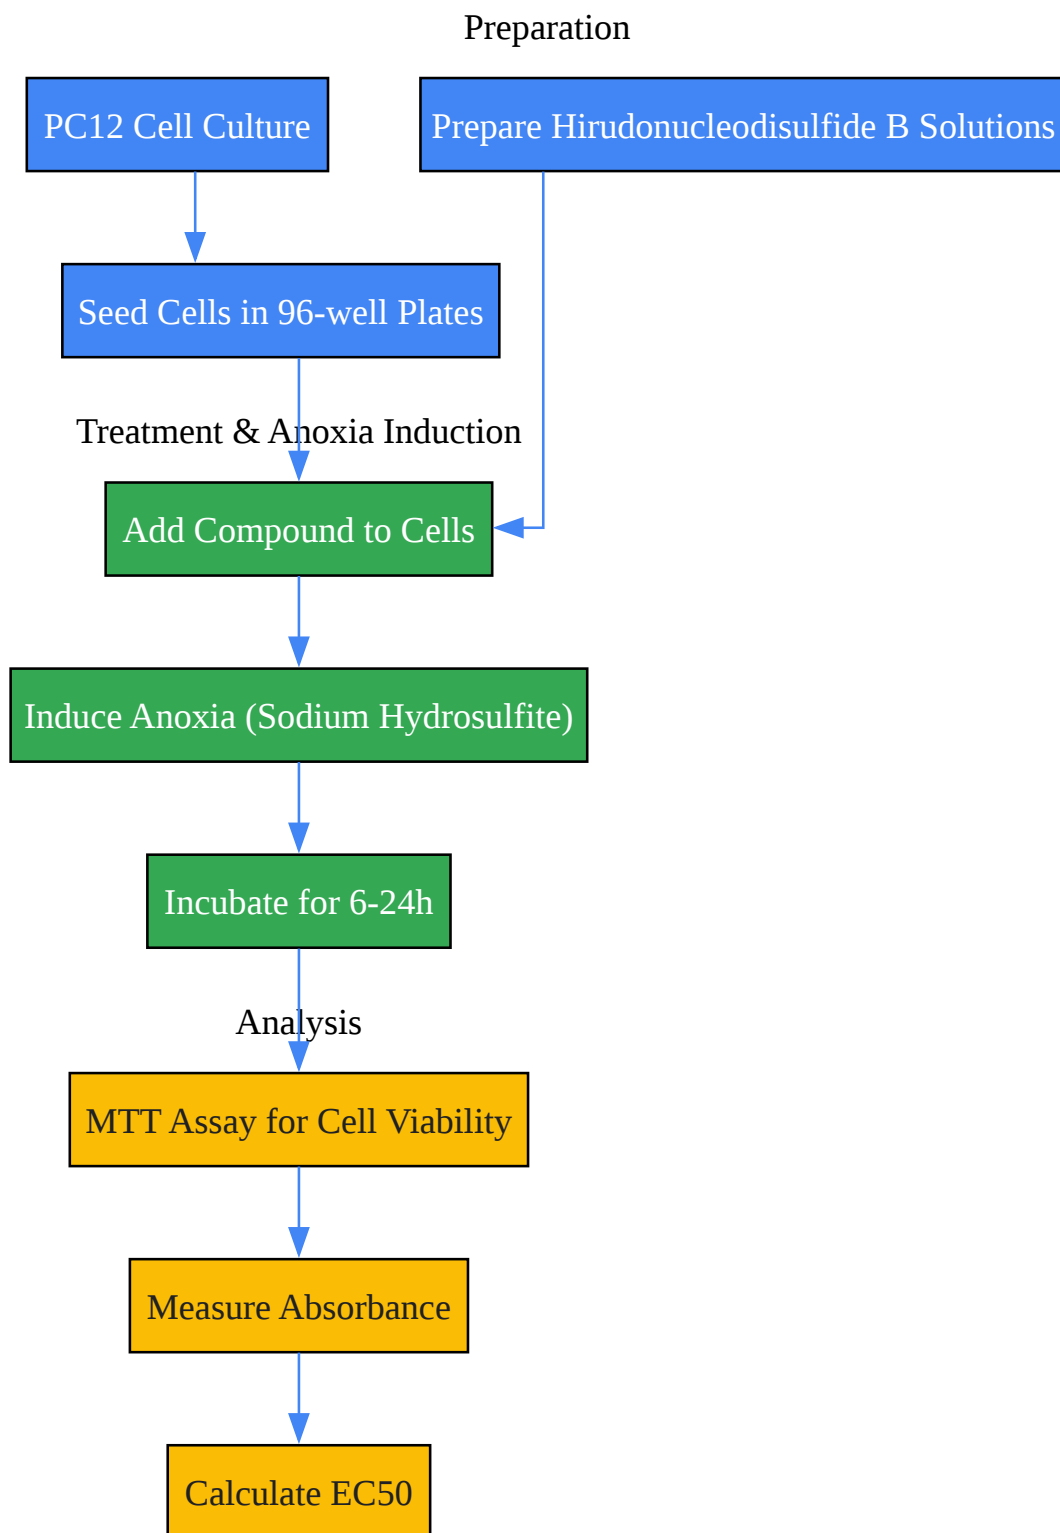 Preparation
PC12 Cell Culture
Prepare Hirudonucleodisulfide B Solutions
Seed Cells in 96-well Plates
Treatment & Anoxia Induction
Add Compound to Cells
Induce Anoxia (Sodium Hydrosulfite)
Incubate for 6-24h
Analysis
MTT Assay for Cell Viability
Measure Absorbance
Calculate EC50